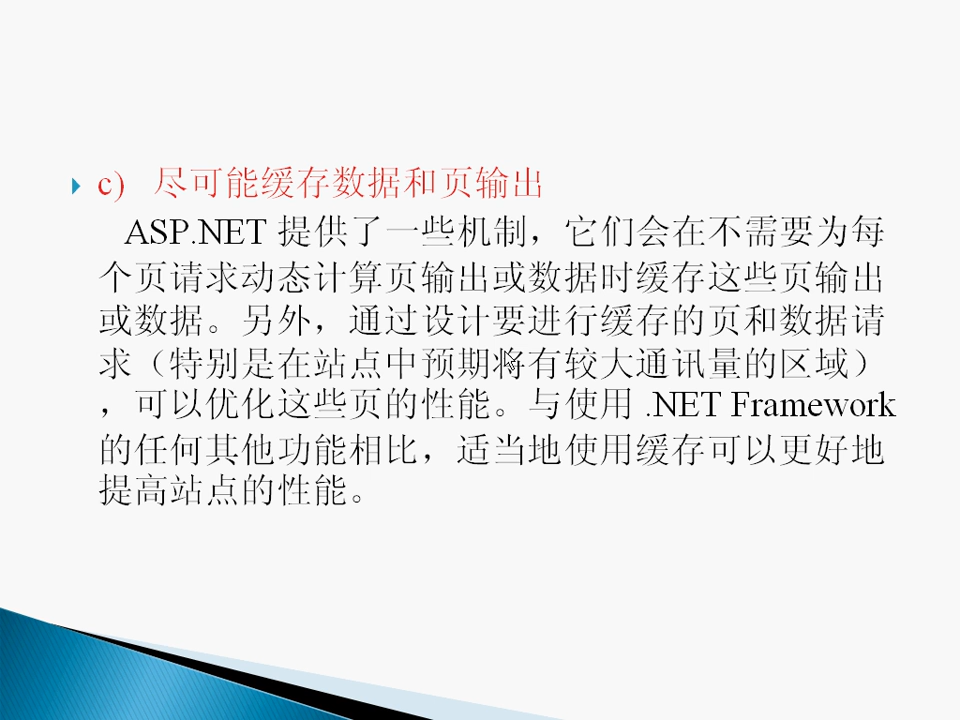 c) 尽可能缓存数据和页输出
ASP.NET 提供了一些机制，它们会在不需要为每
个页请求动态计算页输出或数据时缓存这些页输出
或数据。另外，通过设计要进行缓存的页和数据请
求（特别是在站点中预期将有较大通讯量的区域）
，可以优化这些页的性能。与使用 .NET Framework
的任何其他功能相比，适当地使用缓存可以更好地
提高站点的性能。